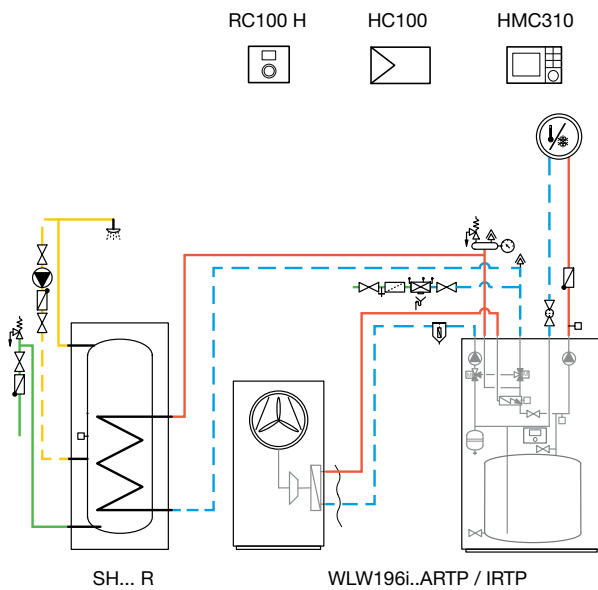 RC100 H
HC100
HMC310
M
M
SH... R
WLW196i..ARTP / IRTP